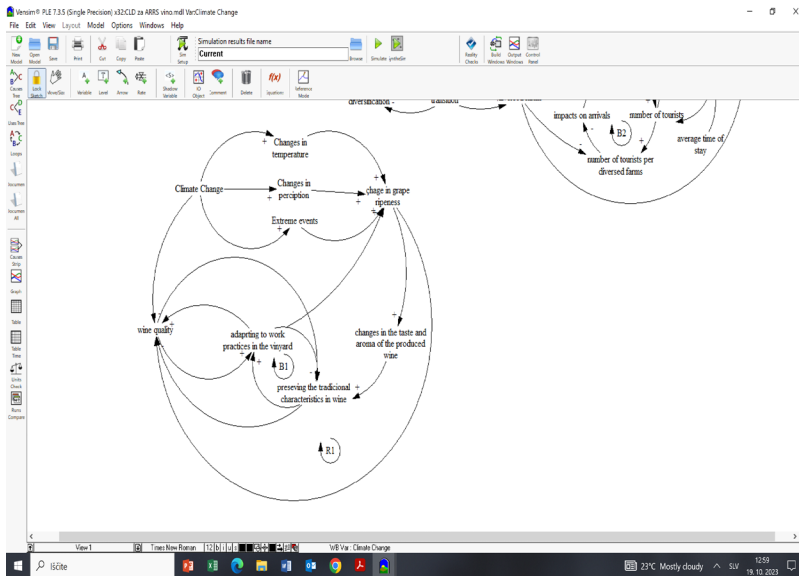 Vensim® PLE 7.3.5 (Single Precision) x32:CLD za ARRS vino.mdl Var:Climate Change
File Edit View Layout Model Options Windows Help
Simulation results file name
Current
New Model
Open Model
Save
Print
Cut
Copy
Paste
Sim Setup
Browse
Simulate
SyntheSim
Reality Checks
Build Windows
Output Windows
Control Panel
Lock Sketch
Move/Size
Variable
Level
Arrow
Rate
Shadow Variable
IO Object
Comment
Delete
Equations
Reference Mode
Causes Tree
Uses Tree
Loops
Document
Document All
Causes Strip
Graph
Table
Table Time
Units Check
Runs Compare
diversification -
impacts on arrivals
number of tourists
B2
average time of
stay
number of tourists per
diversed farms
+ Changes in
temperature
Climate Change
Changes in
perciption
chage in grape
ripeness
Extreme events
wine quality
adaprting to work
practices in the vinyard
changes in the taste and
aroma of the produced
wine
B1
preseving the tradicional
characteristics in wine
R1
View 1
Times New Roman 12 b i u s
WB Var : Climate Change
Iščite
23°C Mostly cloudy
SLV
12:59
19. 10. 2023